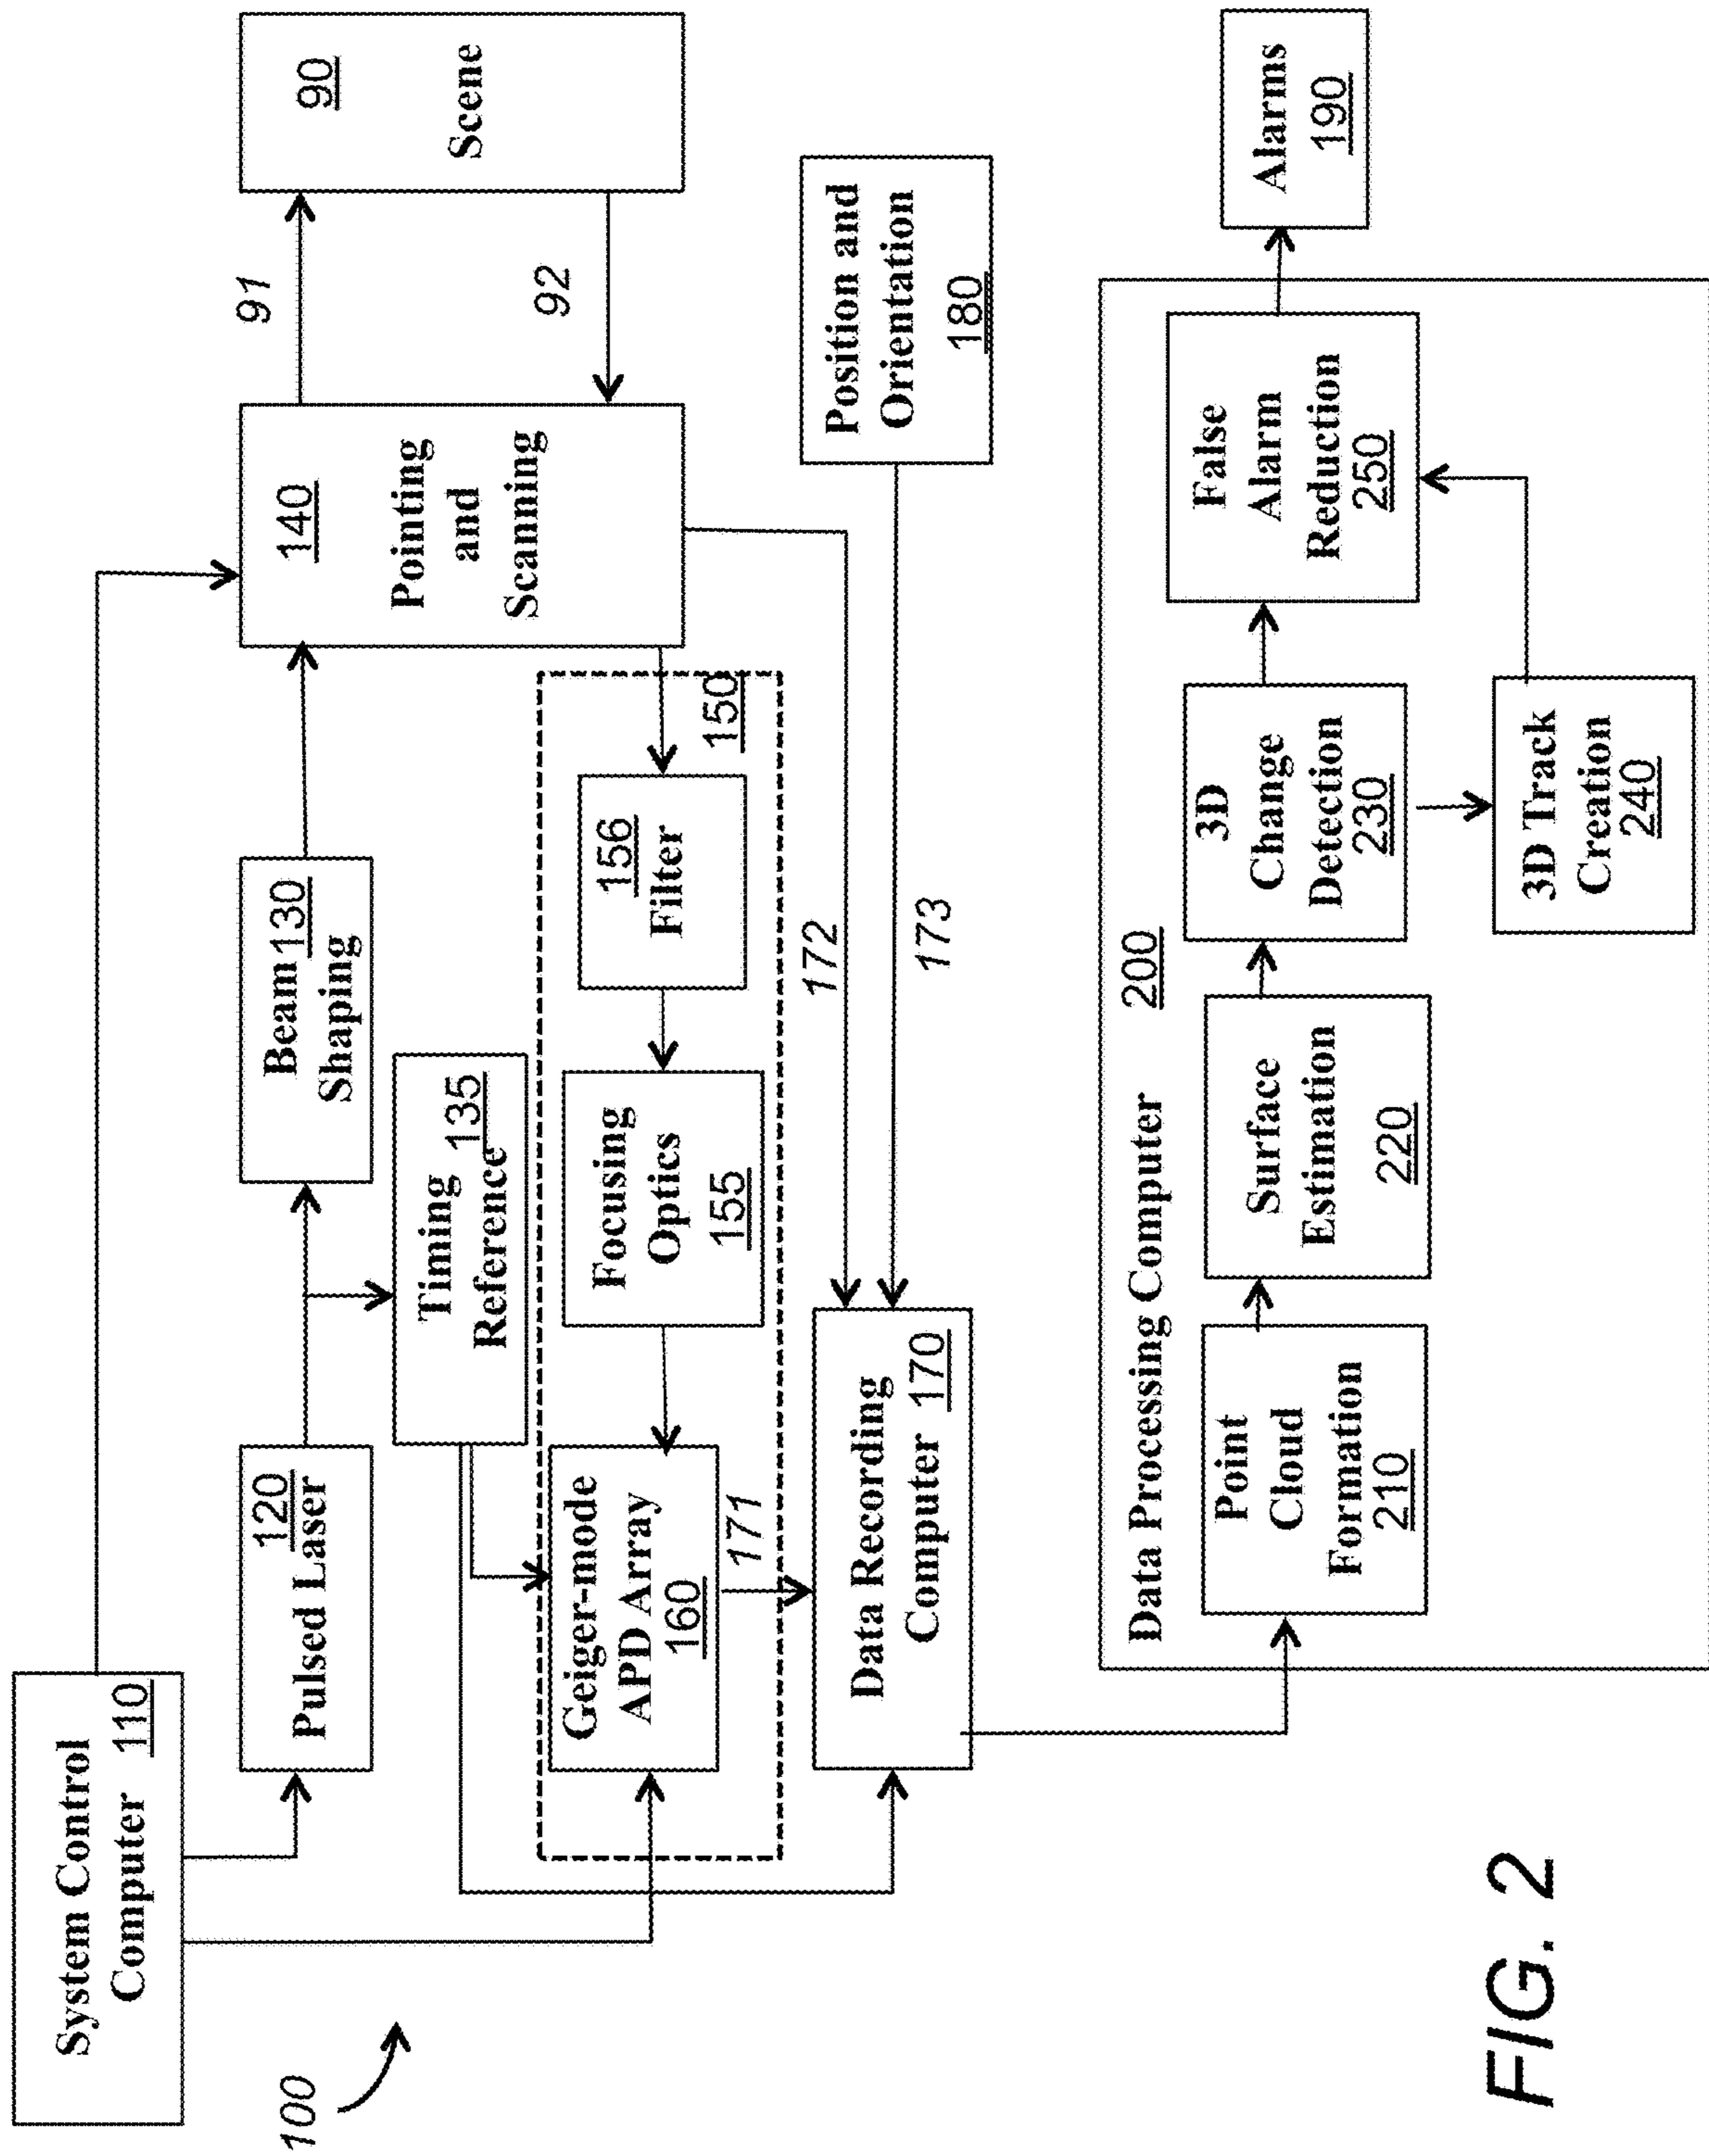 100
System Control
Computer 110
120
Pulsed Laser
Beam 130
Shaping
Timing 135
Reference
140
Pointing
and
Scanning
91
92
90
Scene
150
Geiger-mode
APD Array
160
Focusing
Optics
155
156
Filter
171
172
173
Data Recording
Computer 170
Position and
Orientation
180
Data Processing Computer 200
Point
Cloud
Formation
210
Surface
Estimation
220
3D
Change
Detection
230
3D Track
Creation
240
False
Alarm
Reduction
250
Alarms
190
FIG. 2